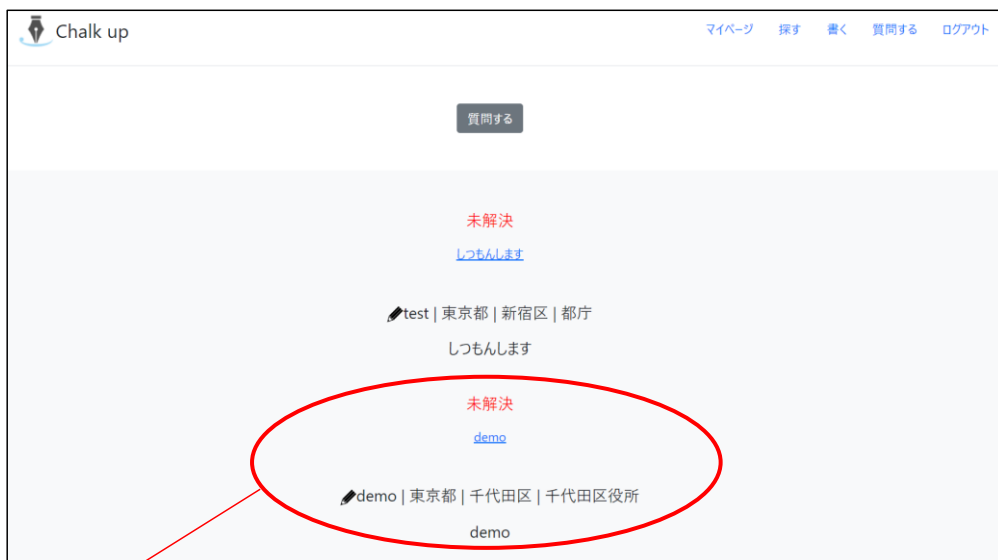 Chalk up
マイページ 探す 書く 質問する ログアウト
質問する
未解決
しつもんします
test | 東京都 | 新宿区 | 都庁
しつもんします
未解決
demo
demo | 東京都 | 千代田区 | 千代田区役所
demo